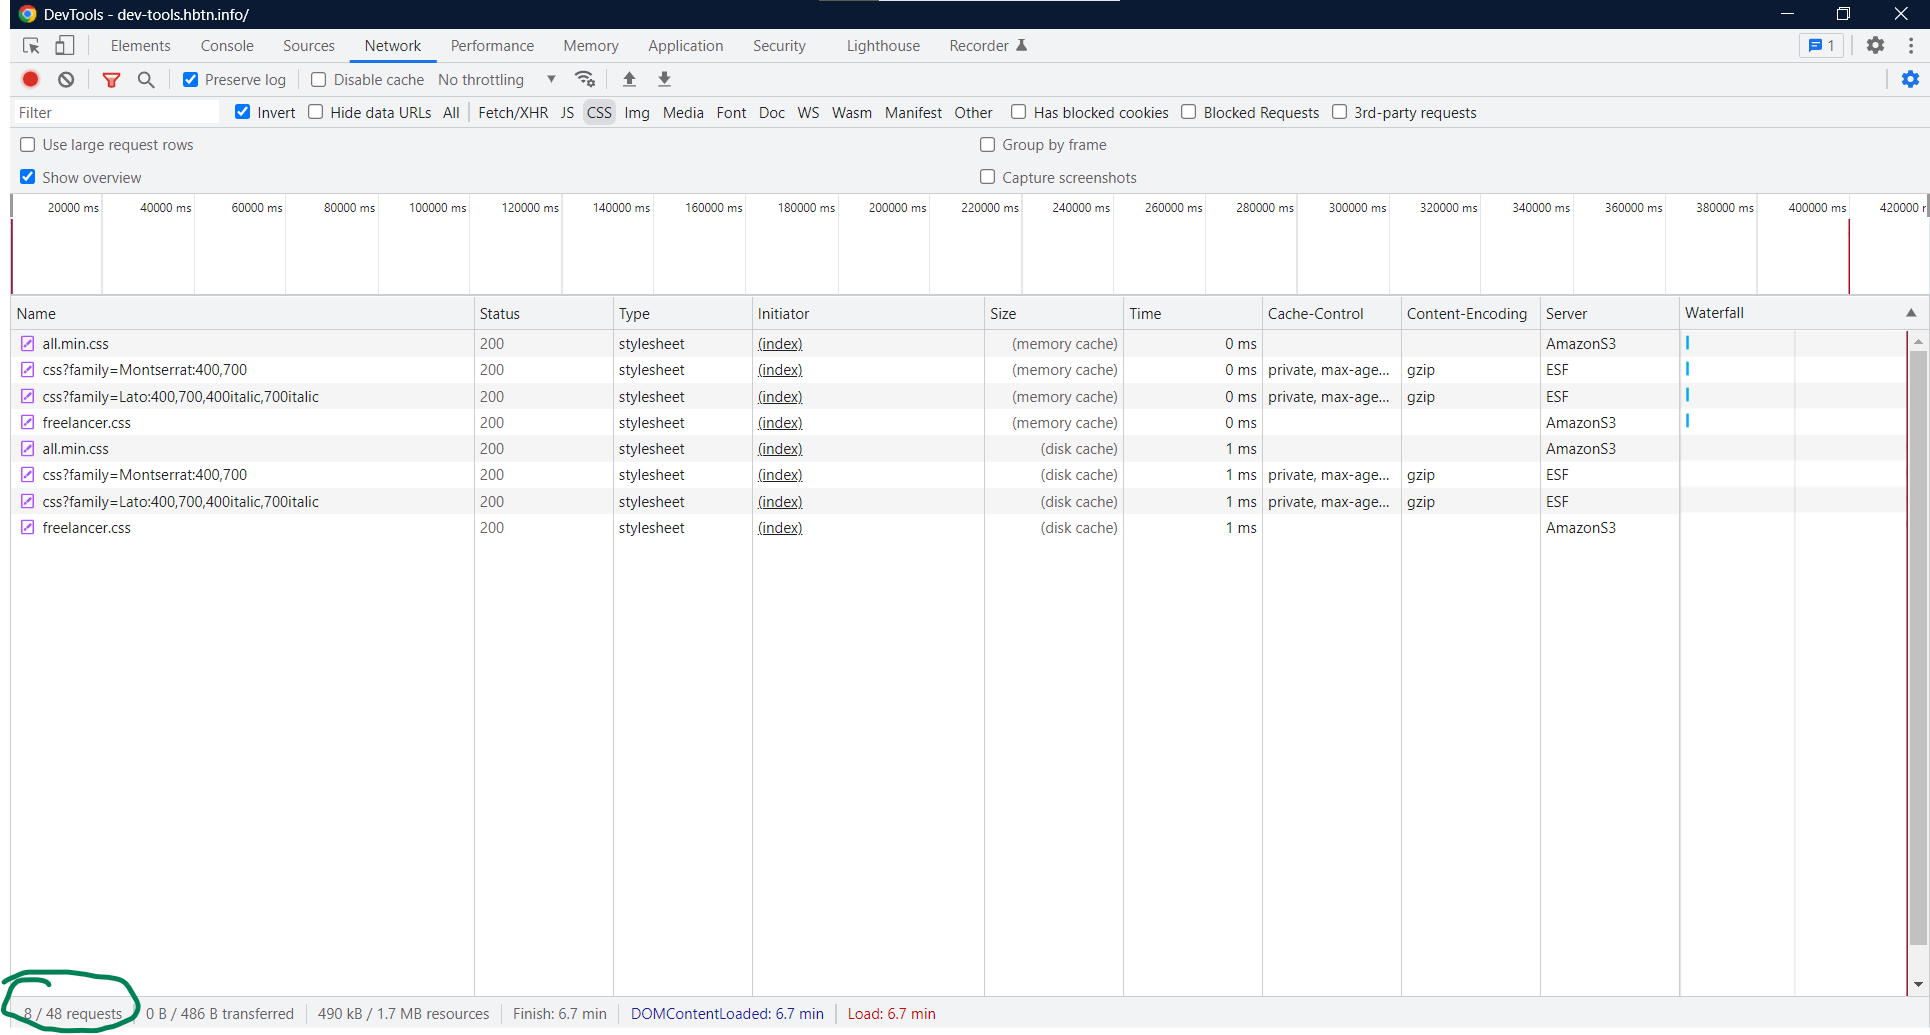 DevTools - dev-tools.hbtn.info/
Elements Console Sources Network Performance Memory Application Security Lighthouse Recorder 1
Preserve log Disable cache No throttling
Filter Invert Hide data URLs All Fetch/XHR JS CSS Img Media Font Doc WS Wasm Manifest Other Has blocked cookies Blocked Requests 3rd-party requests
Use large request rows Group by frame
Show overview Capture screenshots
20000 ms 40000 ms 60000 ms 80000 ms 100000 ms 120000 ms 140000 ms 160000 ms 180000 ms 200000 ms 220000 ms 240000 ms 260000 ms 280000 ms 300000 ms 320000 ms 340000 ms 360000 ms 380000 ms 400000 ms 420000 r
Name Status Type Initiator Size Time Cache-Control Content-Encoding Server Waterfall
all.min.css 200 stylesheet (index) (memory cache) 0 ms AmazonS3
css?family=Montserrat:400,700 200 stylesheet (index) (memory cache) 0 ms private, max-age... gzip ESF
css?family=Lato:400,700,400italic,700italic 200 stylesheet (index) (memory cache) 0 ms private, max-age... gzip ESF
freelancer.css 200 stylesheet (index) (memory cache) 0 ms AmazonS3
all.min.css 200 stylesheet (index) (disk cache) 1 ms AmazonS3
css?family=Montserrat:400,700 200 stylesheet (index) (disk cache) 1 ms private, max-age... gzip ESF
css?family=Lato:400,700,400italic,700italic 200 stylesheet (index) (disk cache) 1 ms private, max-age... gzip ESF
freelancer.css 200 stylesheet (index) (disk cache) 1 ms AmazonS3
8 / 48 requests 0 B / 486 B transferred 490 kB / 1.7 MB resources Finish: 6.7 min DOMContentLoaded: 6.7 min Load: 6.7 min